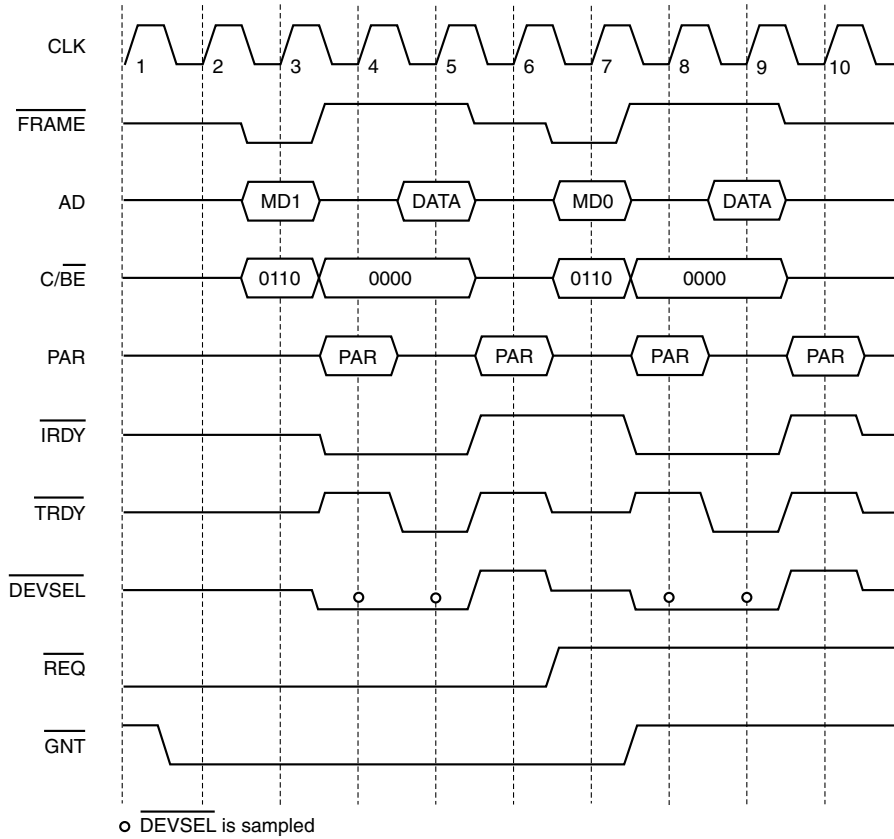 CLK
1 2 3 4 5 6 7 8 9 10
FRAME
AD
MD1 DATA MD0 DATA
C/BE
0110 0000 0110 0000
PAR
PAR PAR PAR PAR
IRDY
TRDY
DEVSEL
REQ
GNT
DEVSEL is sampled